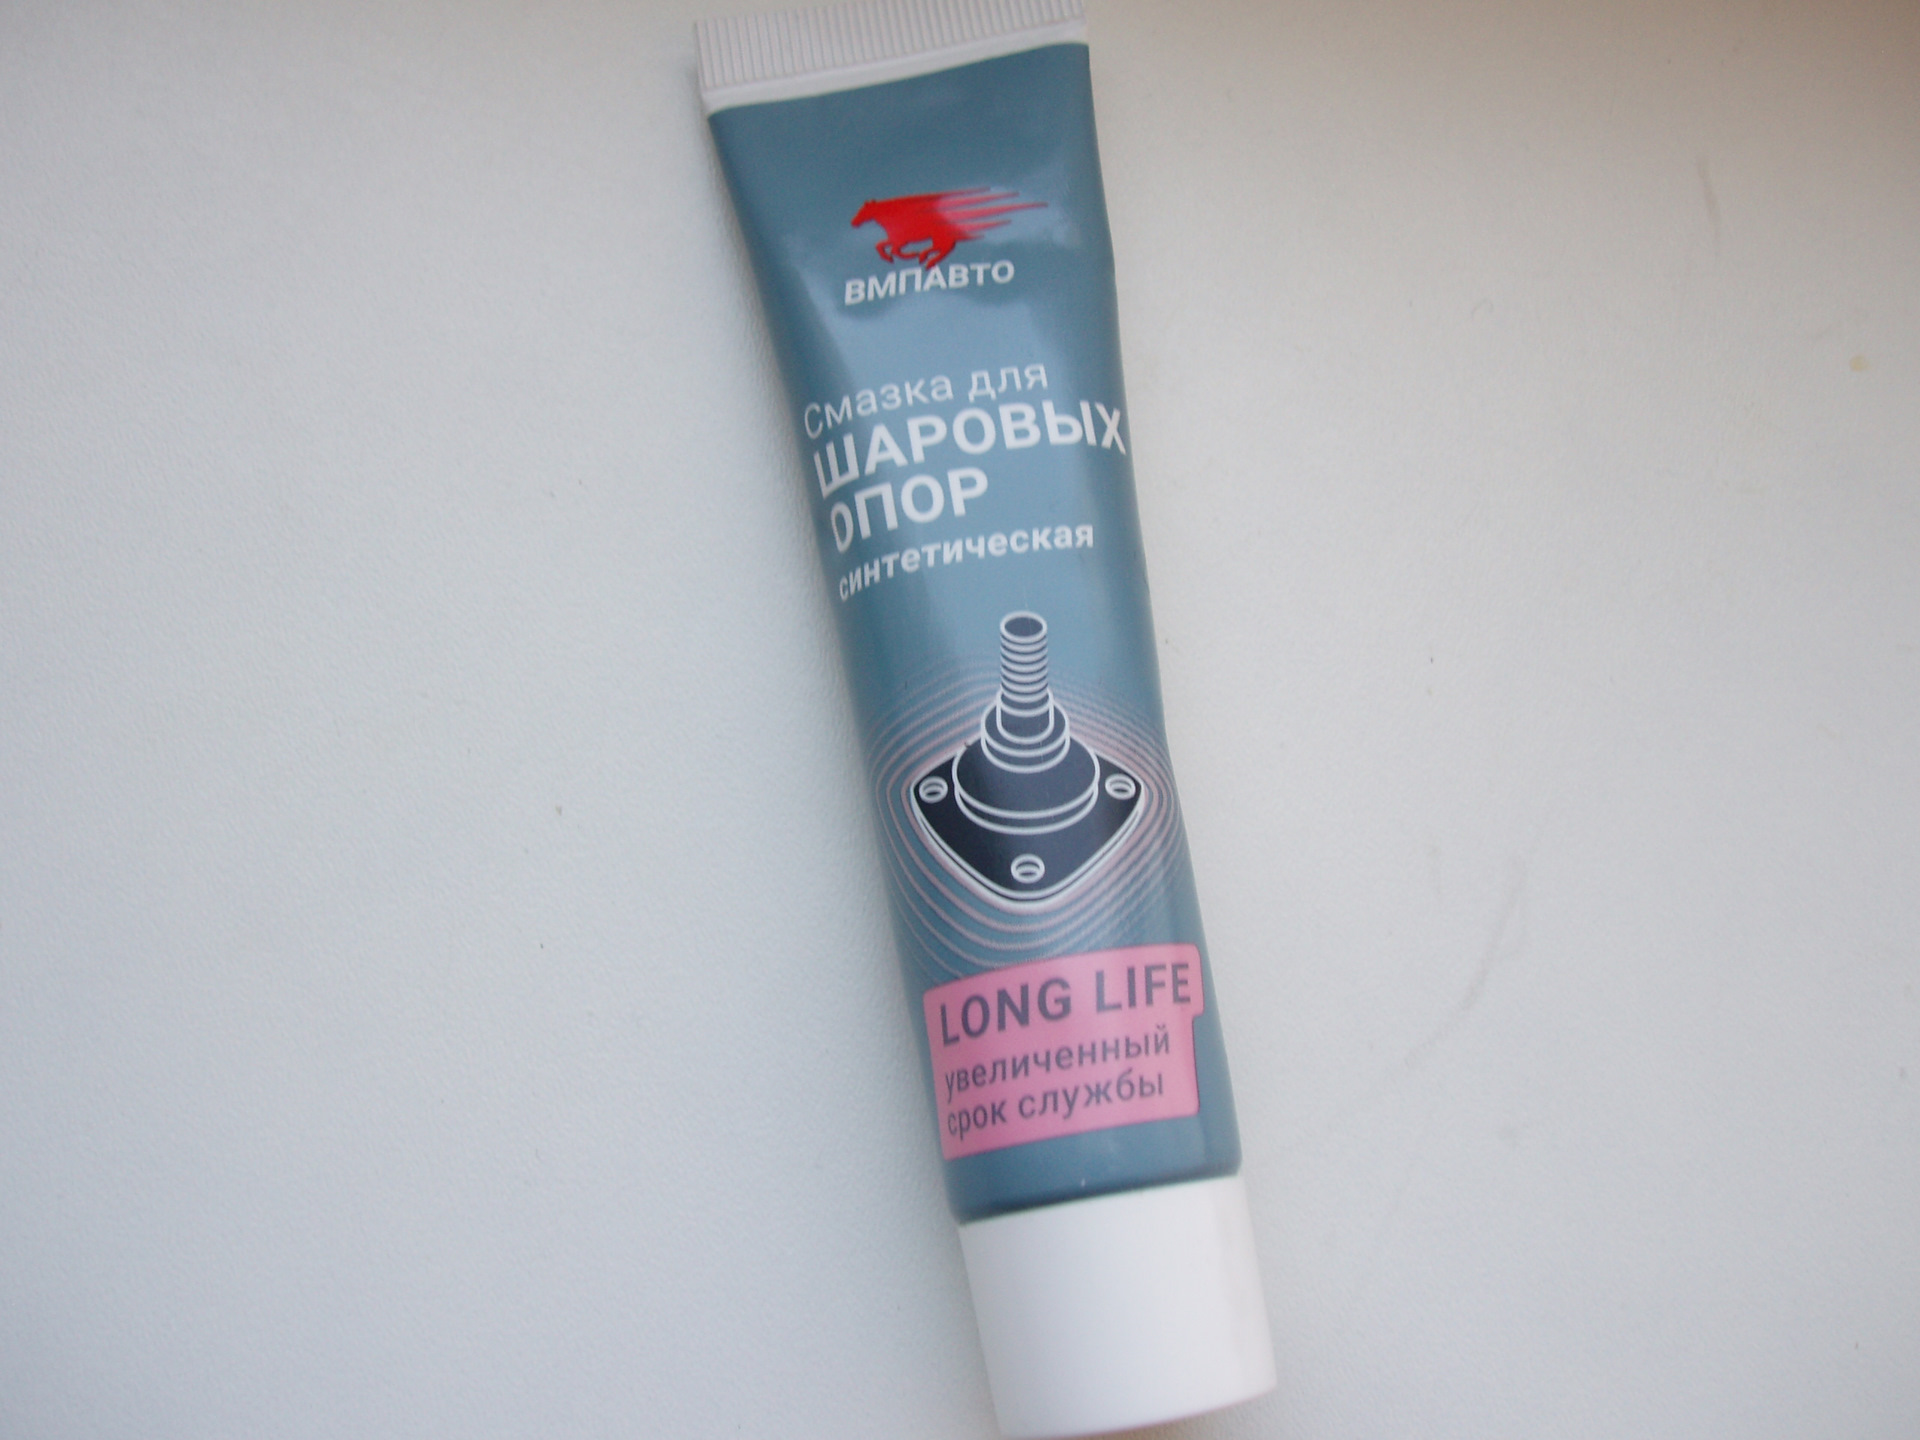 ВМПАВТО
Смазка для
ШАРОВЫХ
ОПОР
синтетическая
LONG LIFE
увеличенный
срок службы